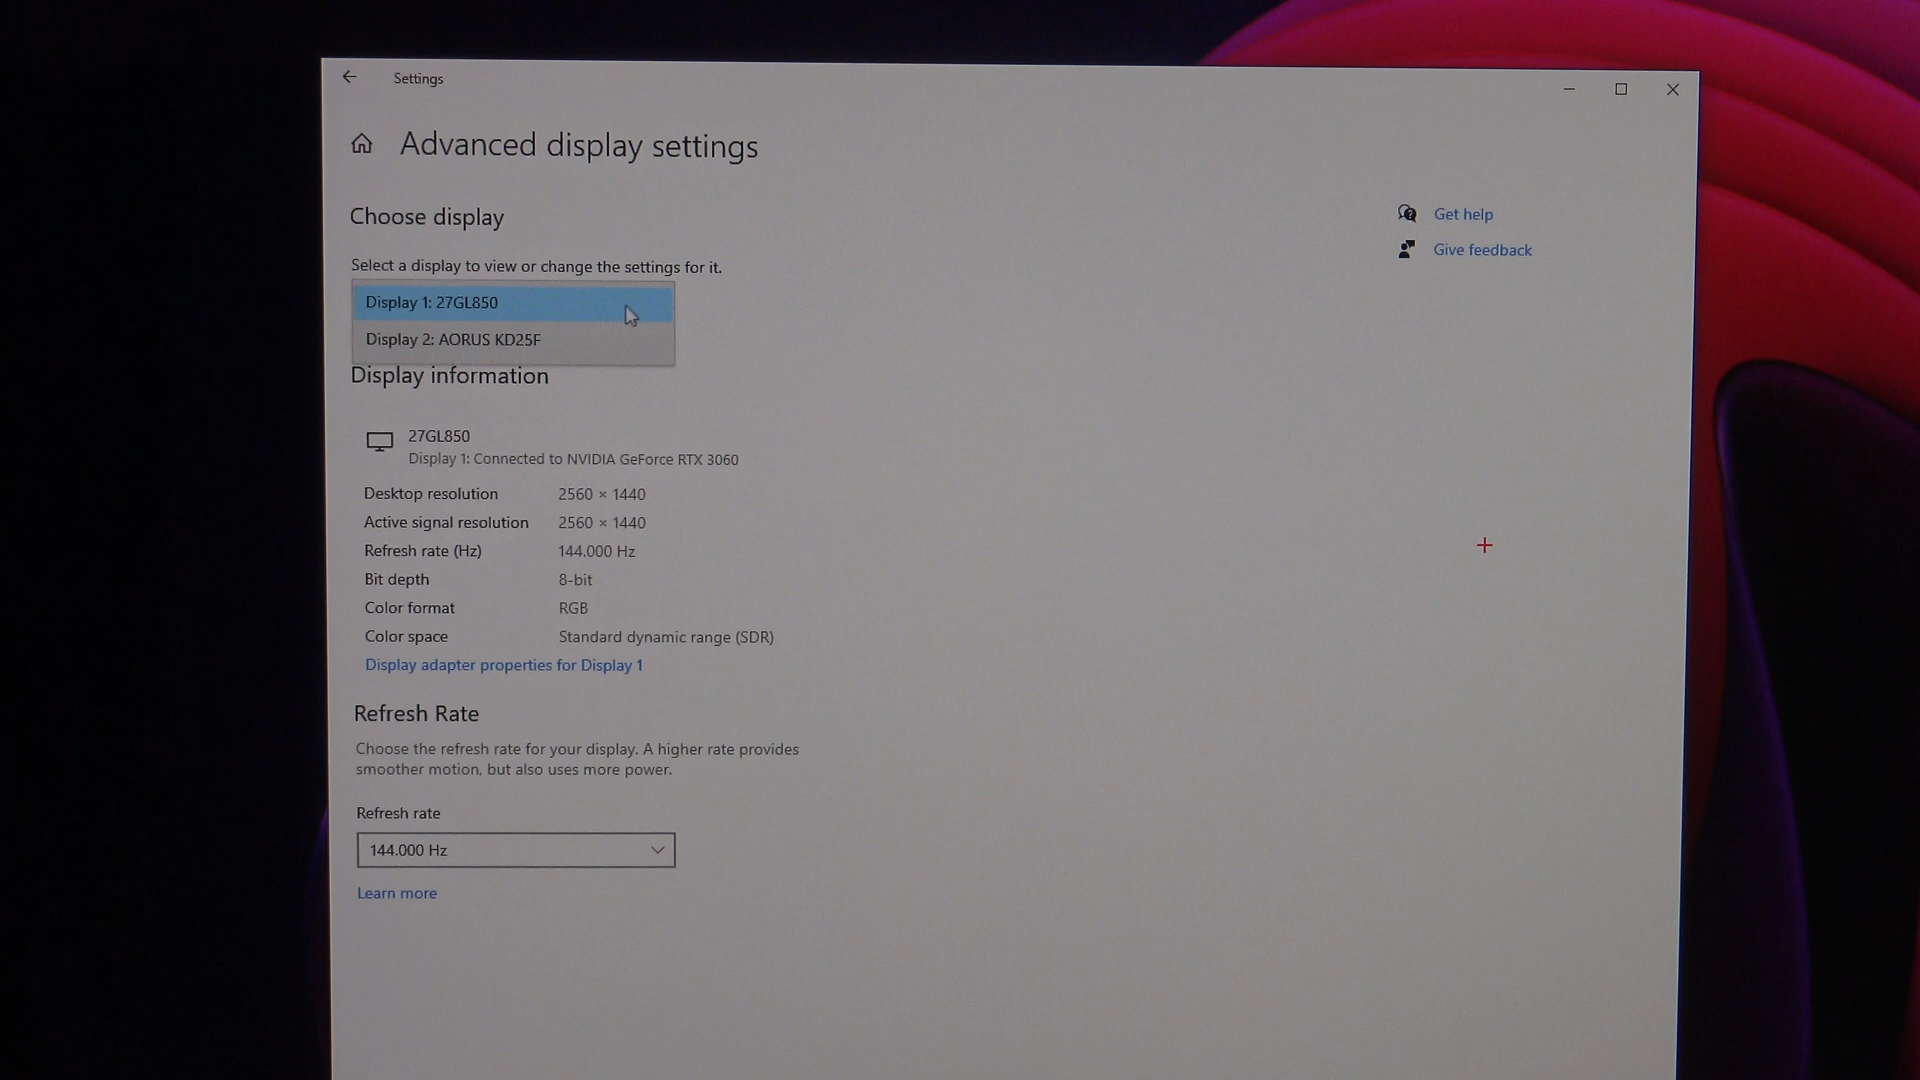 Settings
Advanced display settings
Choose display
Get help
Give feedback
Select a display to view or change the settings for it.
Display 1: 27GL850
Display 2: AORUS KD25F
Display information
27GL850
Display 1: Connected to NVIDIA GeForce RTX 3060
Desktop resolution 2560 × 1440
Active signal resolution 2560 × 1440
Refresh rate (Hz) 144.000 Hz
Bit depth 8-bit
Color format RGB
Color space Standard dynamic range (SDR)
Display adapter properties for Display 1
Refresh Rate
Choose the refresh rate for your display. A higher rate provides
smoother motion, but also uses more power.
Refresh rate
144.000 Hz
Learn more